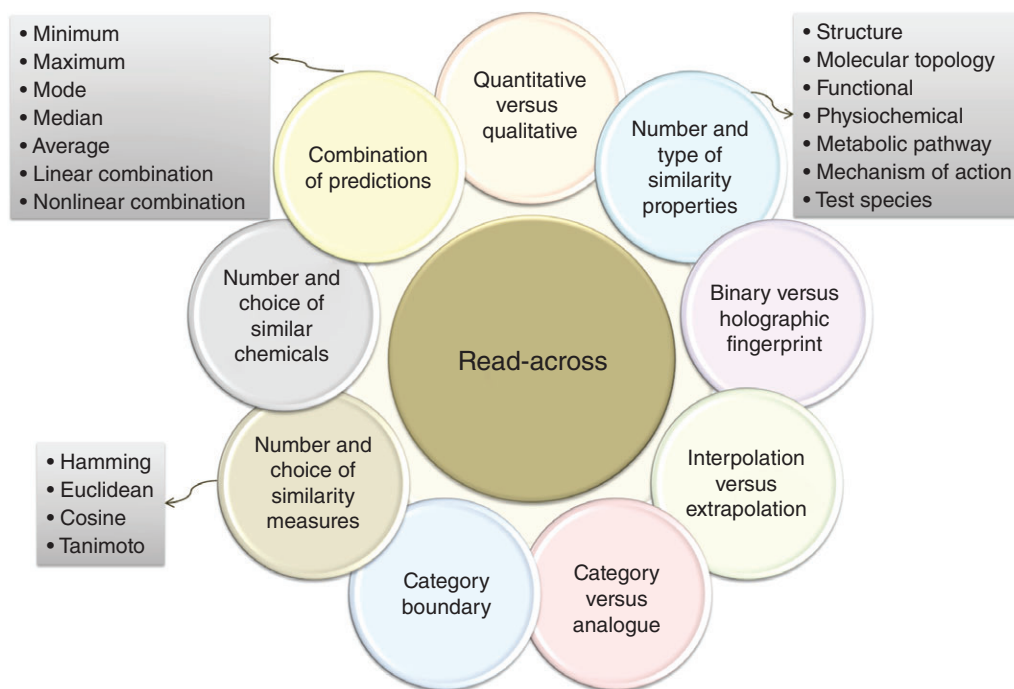 • Minimum
• Maximum
• Mode
• Median
• Average
• Linear combination
• Nonlinear combination
Combination
of predictions
Quantitative
versus
qualitative
Number and
type of
similarity
properties
• Structure
• Molecular topology
• Functional
• Physiochemical
• Metabolic pathway
• Mechanism of action
• Test species
Number and
choice of
similar
chemicals
Read-across
Binary versus
holographic
fingerprint
• Hamming
• Euclidean
• Cosine
• Tanimoto
Number and
choice of
similarity
measures
Interpolation
versus
extrapolation
Category
boundary
Category
versus
analogue